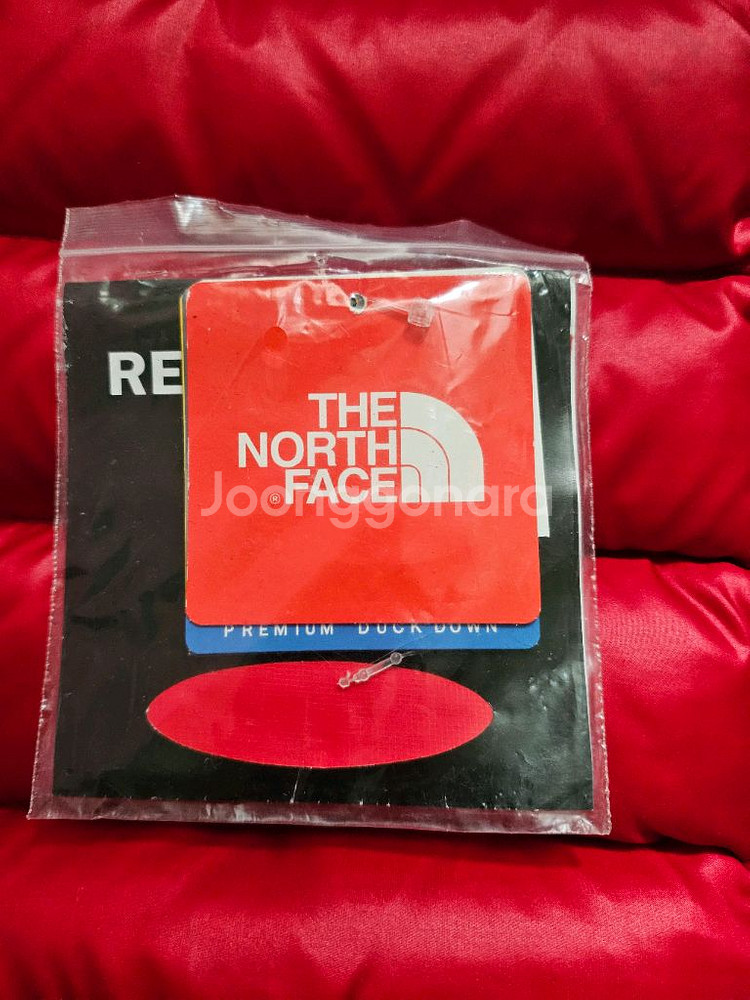 RE
THE
NORTH
FACE
®
Joonggonara
PREMIUM DUCK DOWN